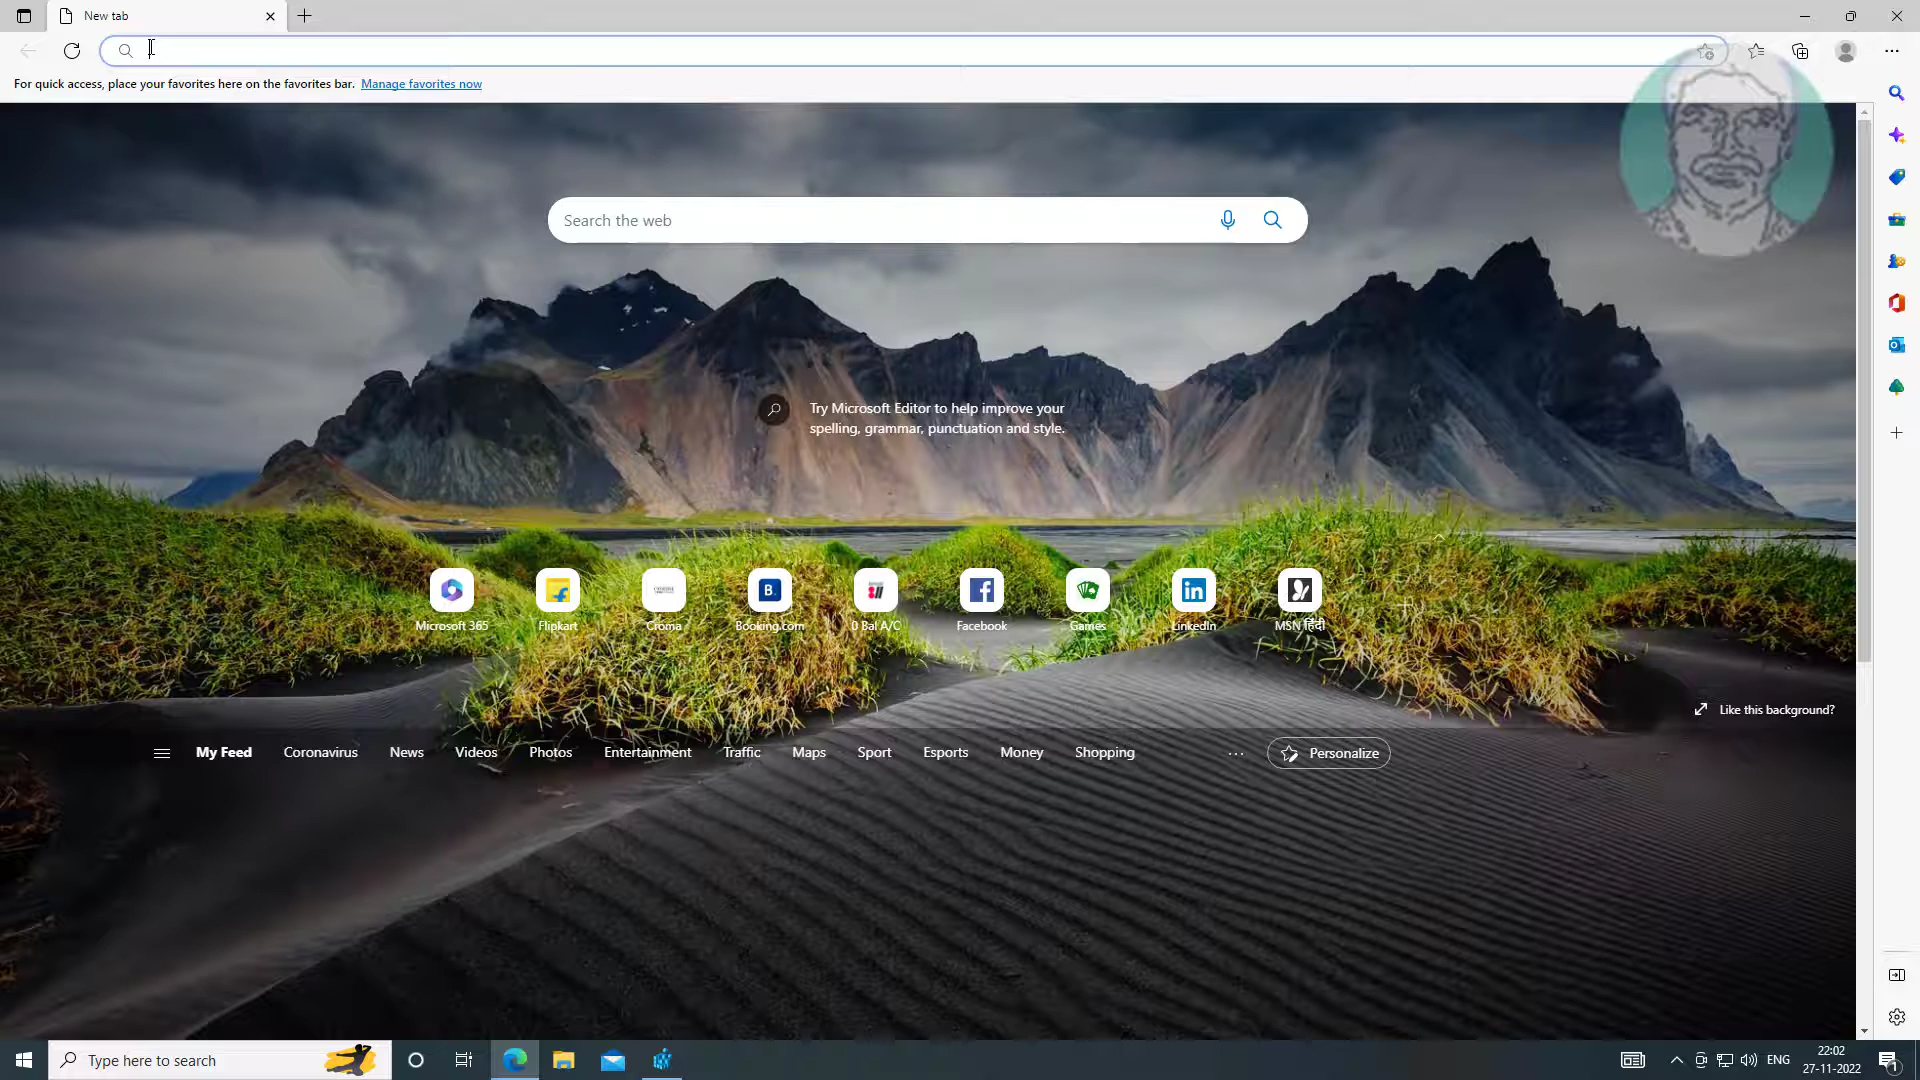 New tab
For quick access, place your favorites here on the favorites bar. Manage favorites now
Search the web
Try Microsoft Editor to help improve your
spelling, grammar, punctuation and style.
Microsoft 365
Flipkart
Croma
Booking.com
0 Bal A/C
Facebook
Games
LinkedIn
MSN हिंदी
Like this background?
My Feed
Coronavirus
News
Videos
Photos
Entertainment
Traffic
Maps
Sport
Esports
Money
Shopping
Personalize
Type here to search
ENG
22:02
27-11-2022
1